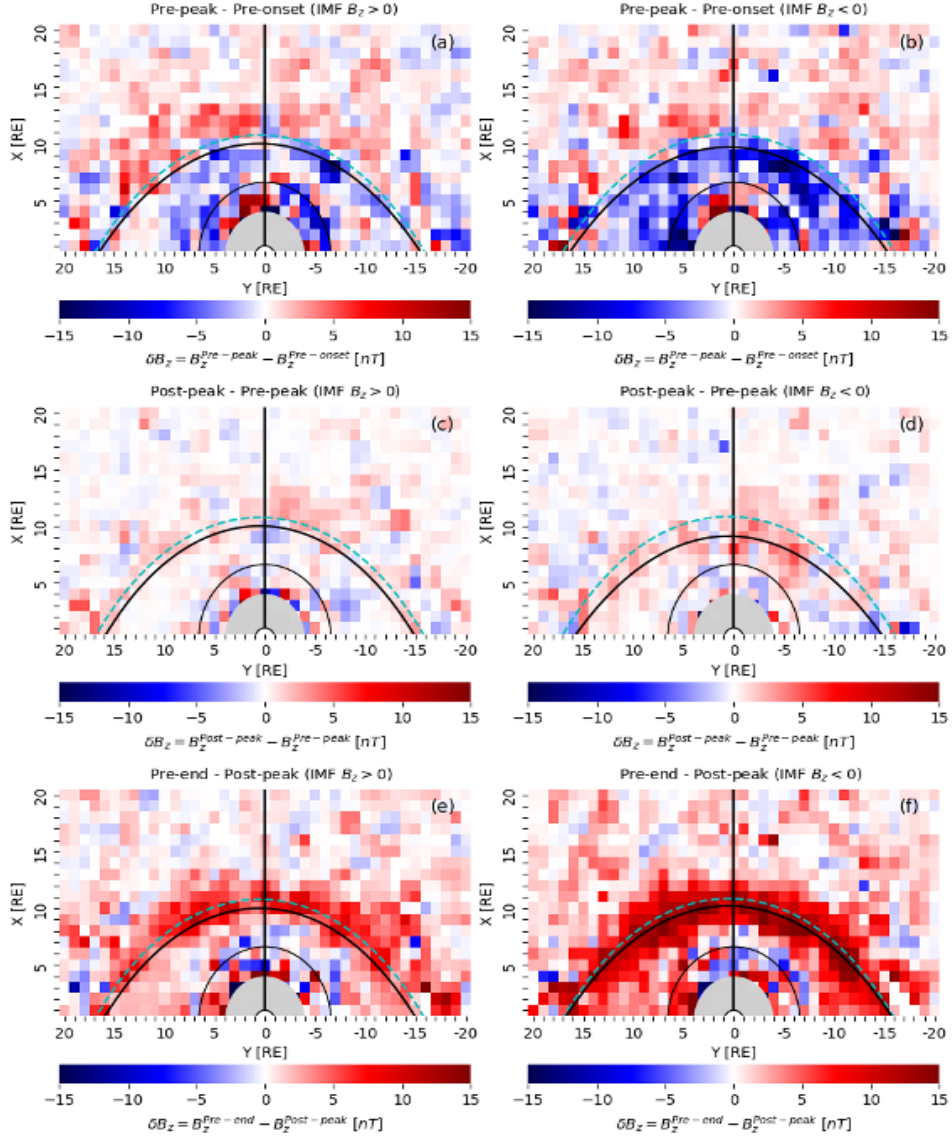 Pre-peak - Pre-onset (IMF B_z > 0)
(a)
X [RE]
20
15
10
5
20 15 10 5 0 -5 -10 -15 -20
Y [RE]
−15 −10 −5 0 5 10 15
δB_z = B_z^{Pre−peak} − B_z^{Pre−onset} [nT]
Pre-peak - Pre-onset (IMF B_z < 0)
(b)
X [RE]
20
15
10
5
20 15 10 5 0 -5 -10 -15 -20
Y [RE]
−15 −10 −5 0 5 10 15
δB_z = B_z^{Pre−peak} − B_z^{Pre−onset} [nT]
Post-peak - Pre-peak (IMF B_z > 0)
(c)
X [RE]
20
15
10
5
20 15 10 5 0 -5 -10 -15 -20
Y [RE]
−15 −10 −5 0 5 10 15
δB_z = B_z^{Post−peak} − B_z^{Pre−peak} [nT]
Post-peak - Pre-peak (IMF B_z < 0)
(d)
X [RE]
20
15
10
5
20 15 10 5 0 -5 -10 -15 -20
Y [RE]
−15 −10 −5 0 5 10 15
δB_z = B_z^{Post−peak} − B_z^{Pre−peak} [nT]
Pre-end - Post-peak (IMF B_z > 0)
(e)
X [RE]
20
15
10
5
20 15 10 5 0 -5 -10 -15 -20
Y [RE]
−15 −10 −5 0 5 10 15
δB_z = B_z^{Pre−end} − B_z^{Post−peak} [nT]
Pre-end - Post-peak (IMF B_z < 0)
(f)
X [RE]
20
15
10
5
20 15 10 5 0 -5 -10 -15 -20
Y [RE]
−15 −10 −5 0 5 10 15
δB_z = B_z^{Pre−end} − B_z^{Post−peak} [nT]